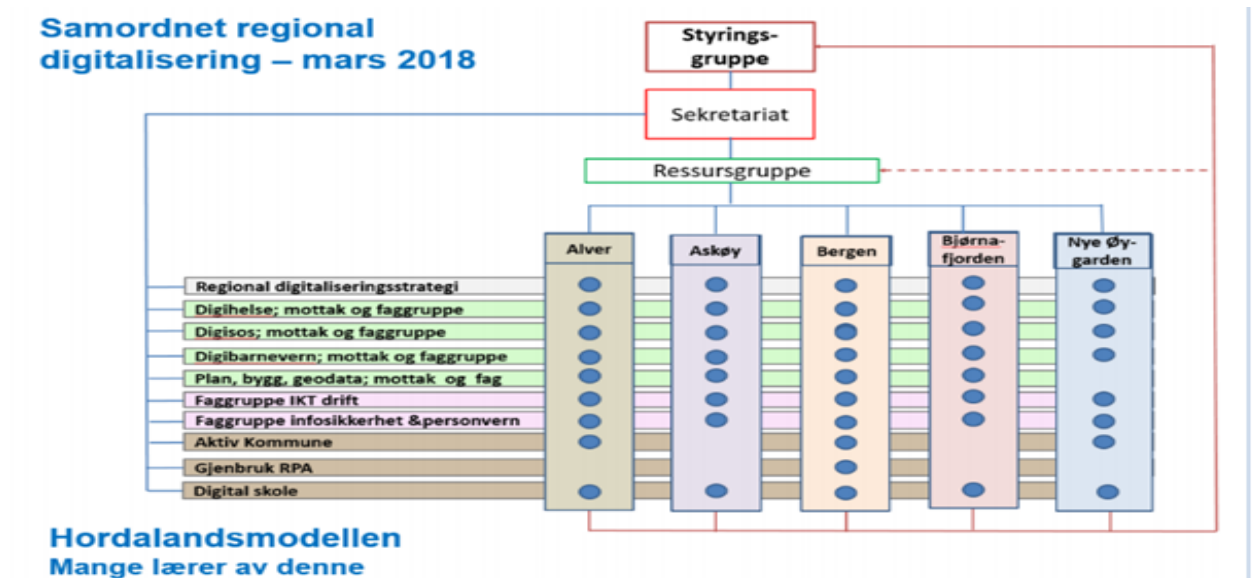 Samordnet regional
digitalisering – mars 2018
Styrings-
gruppe
Sekretariat
Ressursgruppe
Alver
Askøy
Bergen
Bjørna-
fjorden
Nye Øy-
garden
Regional digitaliseringsstrategi
Digihelse; mottak og faggruppe
Digisos; mottak og faggruppe
Digibarnevern; mottak og faggruppe
Plan, bygg, geodata; mottak og fag
Faggruppe IKT drift
Faggruppe infosikkerhet &personvern
Aktiv Kommune
Gjenbruk RPA
Digital skole
Hordalandsmodellen
Mange lærer av denne